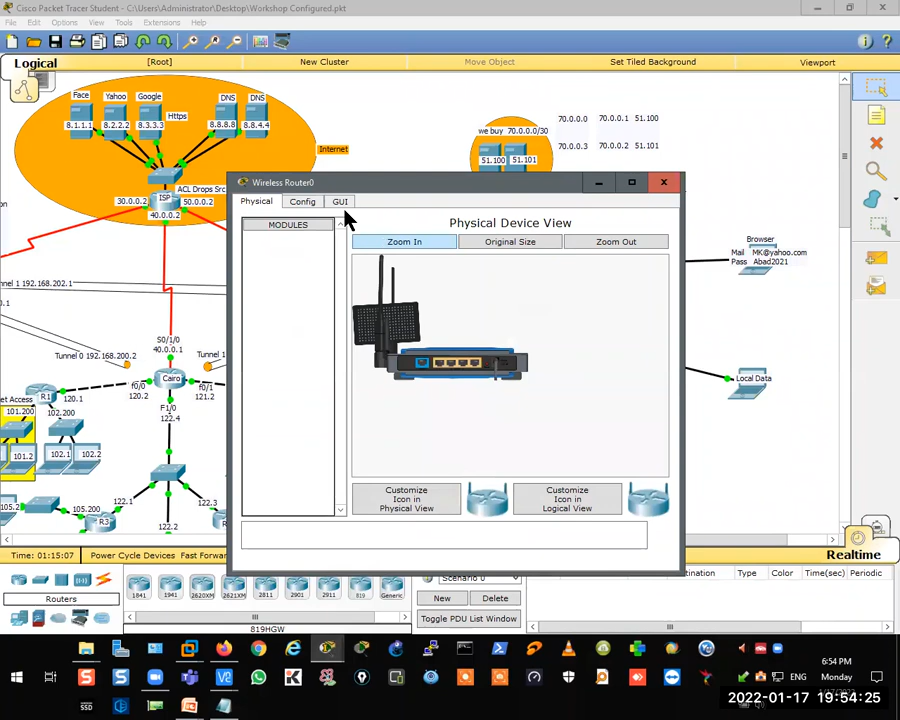 Cisco Packet Tracer Student - C:\Users\Administrator\Desktop\Workshop Configured.pkt
File Edit Options View Tools Extensions Help
Logical
[Root]
New Cluster
Move Object
Set Tiled Background
Viewport
Face
Yahoo
Google
DNS
DNS
8.1.1.1
8.2.2.2
8.3.3.3
Https
8.8.8.8
8.8.4.4
Internet
ACL Drops Src
ISP
30.0.0.2
50.0.0.2
40.0.0.2
we buy 70.0.0.0/30
51.100
51.101
70.0.0.0
70.0.0.1 51.100
70.0.0.3
70.0.0.2 51.101
Browser
Mail MK@yahoo.com
Pass Abad2021
Local Data
1 192.168.202.1
Tunnel 0 192.168.200.2
S0/1/0
40.0.0.1
Cairo
f0/0
120.2
f0/1
121.2
F1/0
122.4
R1
120.1
et Access
101.200
102.200
101.2
102.2
102.2
105.2
105.200
R3
122.1
122.3
122.2
Wireless Router0
Physical
Config
GUI
MODULES
Physical Device View
Zoom In
Original Size
Zoom Out
Customize
Icon in
Physical View
Customize
Icon in
Logical View
Time: 01:15:07
Power Cycle Devices Fast Forward
Realtime
Routers
1841
1941
2620XM
2621XM
2811
2901
2911
819
Generic
819HGW
Scenario 0
New
Delete
Toggle PDU List Window
Type
Color
Time(sec)
Periodic
6:54 PM
Monday
2022-01-17 19:54:25
SSD